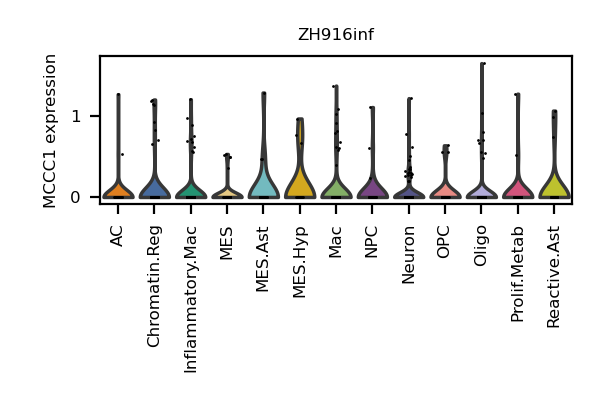 ZH916inf
MCCC1 expression
1
0
AC
Chromatin.Reg
Inflammatory.Mac
MES
MES.Ast
MES.Hyp
Mac
NPC
Neuron
OPC
Oligo
Prolif.Metab
Reactive.Ast